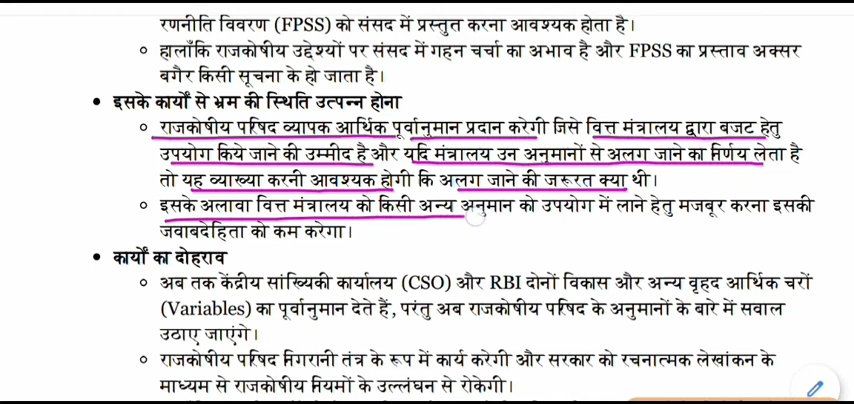 रणनीति विवरण (FPSS) को संसद में प्रस्तुत करना आवश्यक होता है।
हालाँकि राजकोषीय उद्देश्यों पर संसद में गहन चर्चा का अभाव है और FPSS का प्रस्ताव अक्सर
बगैर किसी सूचना के हो जाता है।
• इसके कार्यों से भ्रम की स्थिति उत्पन्न होना
राजकोषीय परिषद व्यापक आर्थिक पूर्वानुमान प्रदान करेगी जिसे वित्त मंत्रालय द्वारा बजट हेतु
उपयोग किये जाने की उम्मीद है और यदि मंत्रालय उन अनुमानों से अलग जाने का निर्णय लेता है
तो यह व्याख्या करनी आवश्यक होगी कि अलग जाने की जरूरत क्या थी।
इसके अलावा वित्त मंत्रालय को किसी अन्य अनुमान को उपयोग में लाने हेतु मजबूर करना इसकी
जवाबदेहिता को कम करेगा।
• कार्यों का दोहराव
अब तक केंद्रीय सांख्यिकी कार्यालय (CSO) और RBI दोनों विकास और अन्य वृहद आर्थिक चरों
(Variables) का पूर्वानुमान देते हैं, परंतु अब राजकोषीय परिषद के अनुमानों के बारे में सवाल
उठाए जाएंगे।
राजकोषीय परिषद निगरानी तंत्र के रूप में कार्य करेगी और सरकार को रचनात्मक लेखांकन के
माध्यम से राजकोषीय नियमों के उल्लंघन से रोकेगी।